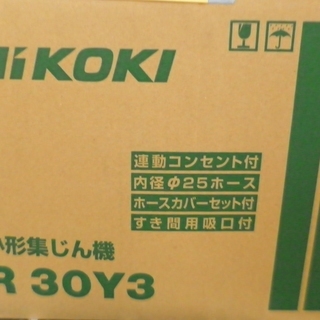 HiKOKI
連動コンセント付
内径φ25ホース
ホースカバーセット付
すき間用吸口付
小形集じん機
R 30Y3